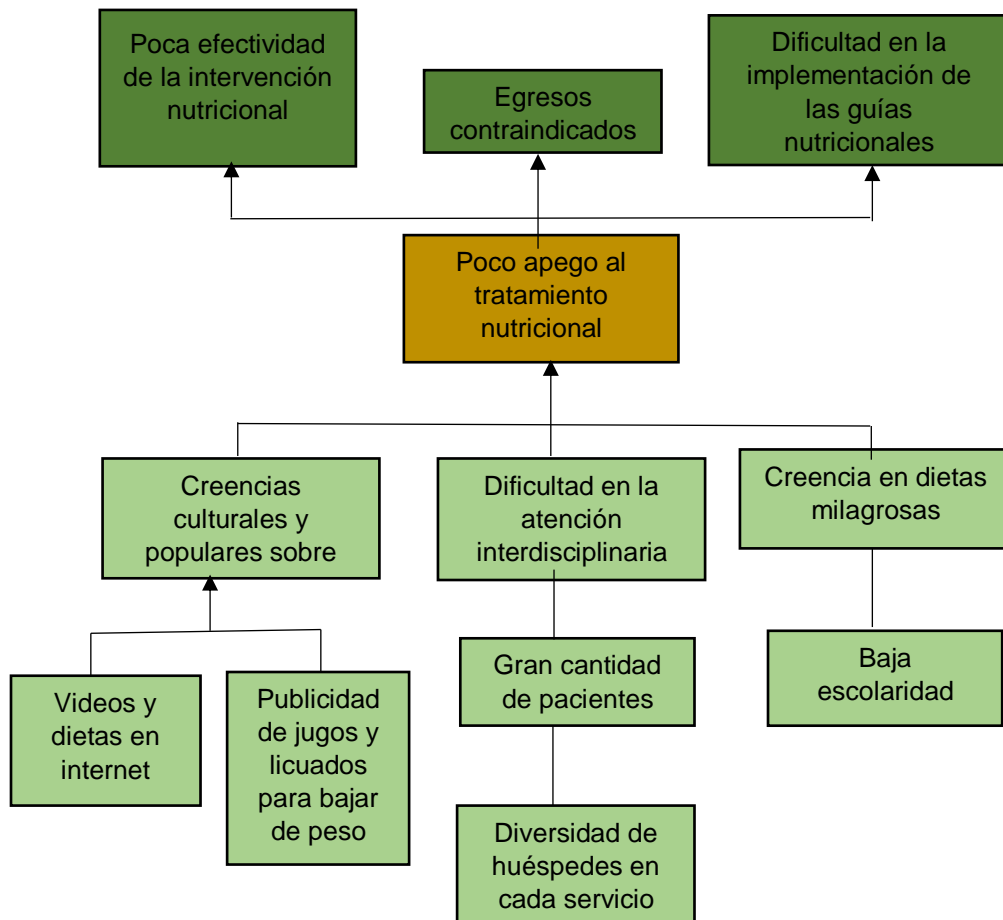 Poca efectividad
de la intervención
nutricional
Egresos
contraindicados
Dificultad en la
implementación de
las guías
nutricionales
Poco apego al
tratamiento
nutricional
Creencias
culturales y
populares sobre
Dificultad en la
atención
interdisciplinaria
Creencia en dietas
milagrosas
Videos y
dietas en
internet
Publicidad
de jugos y
licuados
para bajar
de peso
Gran cantidad
de pacientes
Baja
escolaridad
Diversidad de
huéspedes en
cada servicio